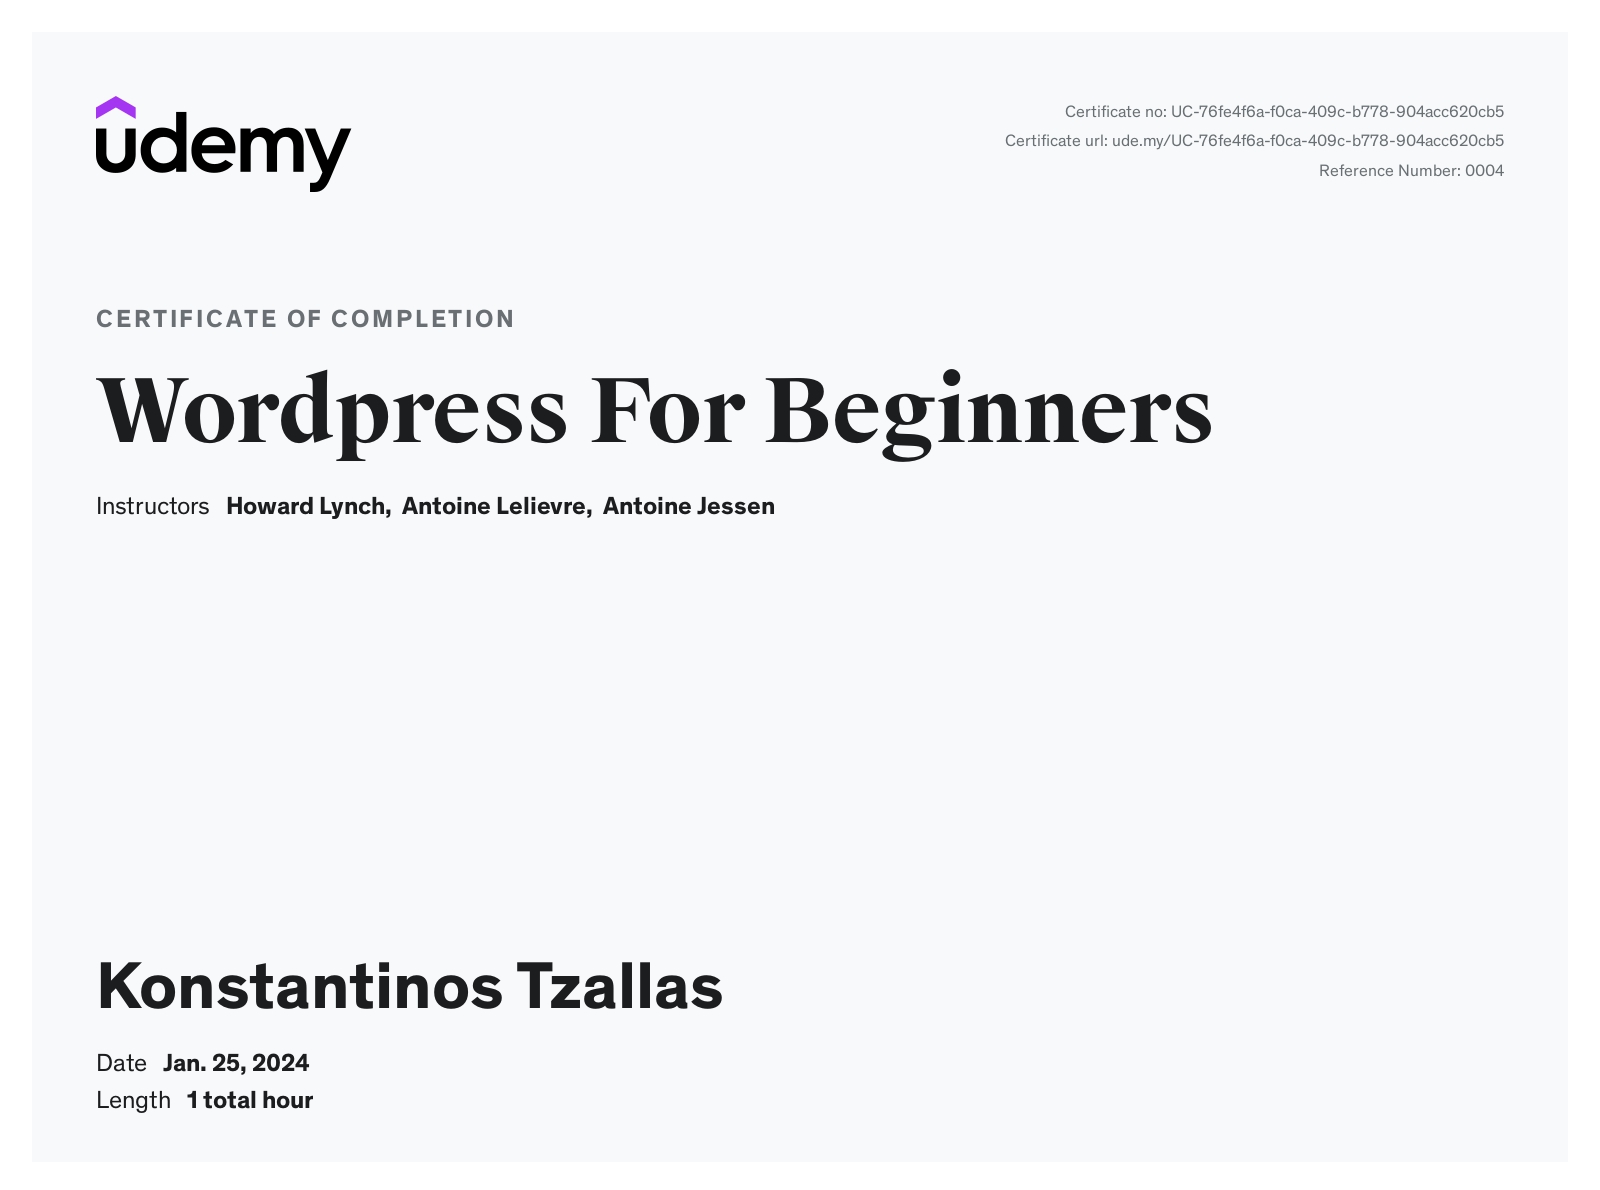 udemy
Certificate no: UC-76fe4f6a-f0ca-409c-b778-904acc620cb5
Certificate url: ude.my/UC-76fe4f6a-f0ca-409c-b778-904acc620cb5
Reference Number: 0004
CERTIFICATE OF COMPLETION
Wordpress For Beginners
Instructors Howard Lynch, Antoine Lelievre, Antoine Jessen
Konstantinos Tzallas
Date Jan. 25, 2024
Length 1 total hour